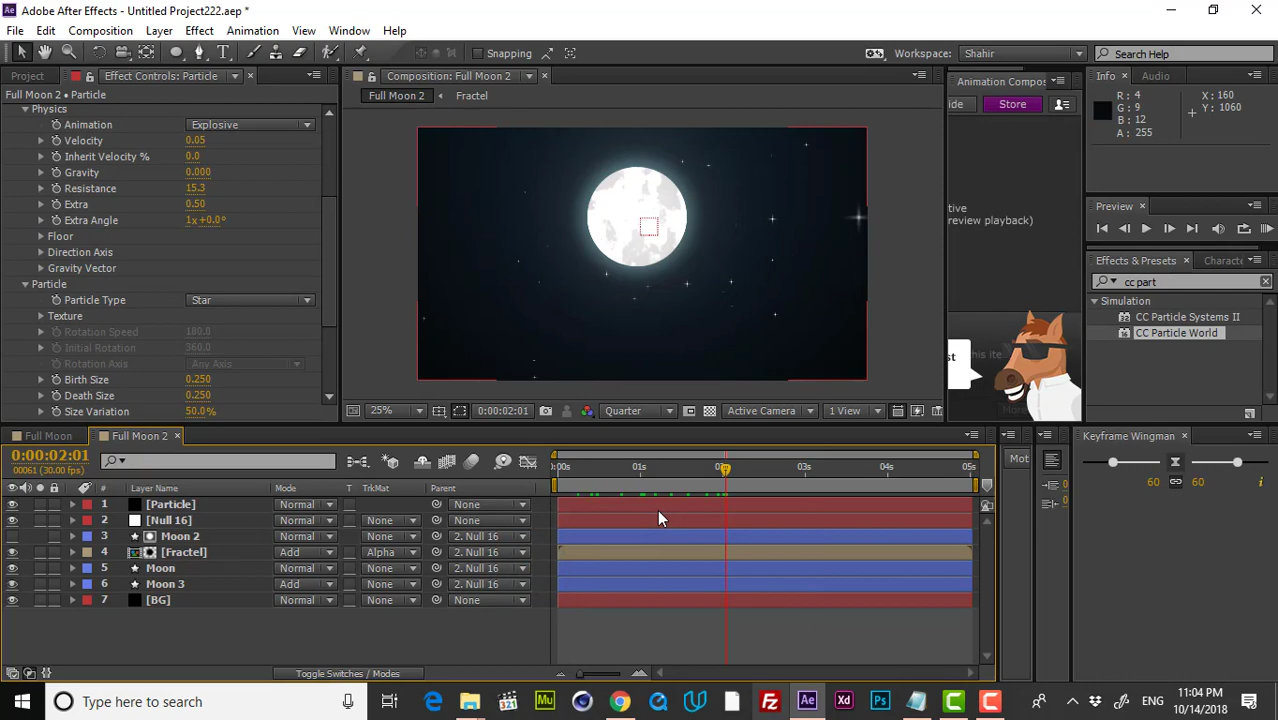 Adobe After Effects - Untitled Project222.aep *
File Edit Composition Layer Effect Animation View Window Help
Snapping
Workspace: Shahir
Search Help
Project
Effect Controls: Particle
Full Moon 2 • Particle
Physics
Animation Explosive
Velocity 0.05
Inherit Velocity % 0.0
Gravity 0.000
Resistance 15.3
Extra 0.50
Extra Angle 1x+0.0°
Floor
Direction Axis
Gravity Vector
Particle
Particle Type Star
Texture
Rotation Speed 180.0
Initial Rotation 360.0
Rotation Axis Any Axis
Birth Size 0.250
Death Size 0.250
Size Variation 50.0%
Composition: Full Moon 2
Full Moon 2 Fractel
25% 0:00:02:01 Quarter Active Camera 1 View
Animation Compos
ide Store
tive
review playback)
st
this ite
More
Info Audio
R: 4
G: 9
B: 12
A: 255
X: 160
Y: 1060
Preview
Effects & Presets Characte
cc part
Simulation
32 CC Particle Systems II
16 CC Particle World
Full Moon Full Moon 2
0:00:02:01
00061 (30.00 fps)
# Layer Name Mode T TrkMat Parent
1 [Particle] Normal None
2 [Null 16] Normal None None
3 Moon 2 Normal None 2. Null 16
4 [Fractel] Add Alpha 2. Null 16
5 Moon Normal None 2. Null 16
6 Moon 3 Add None 2. Null 16
7 [BG] Normal None None
Toggle Switches / Modes
:00s 01s 03s 04s 05s
Mot
Keyframe Wingman
60 60
Type here to search
ENG
11:04 PM
10/14/2018